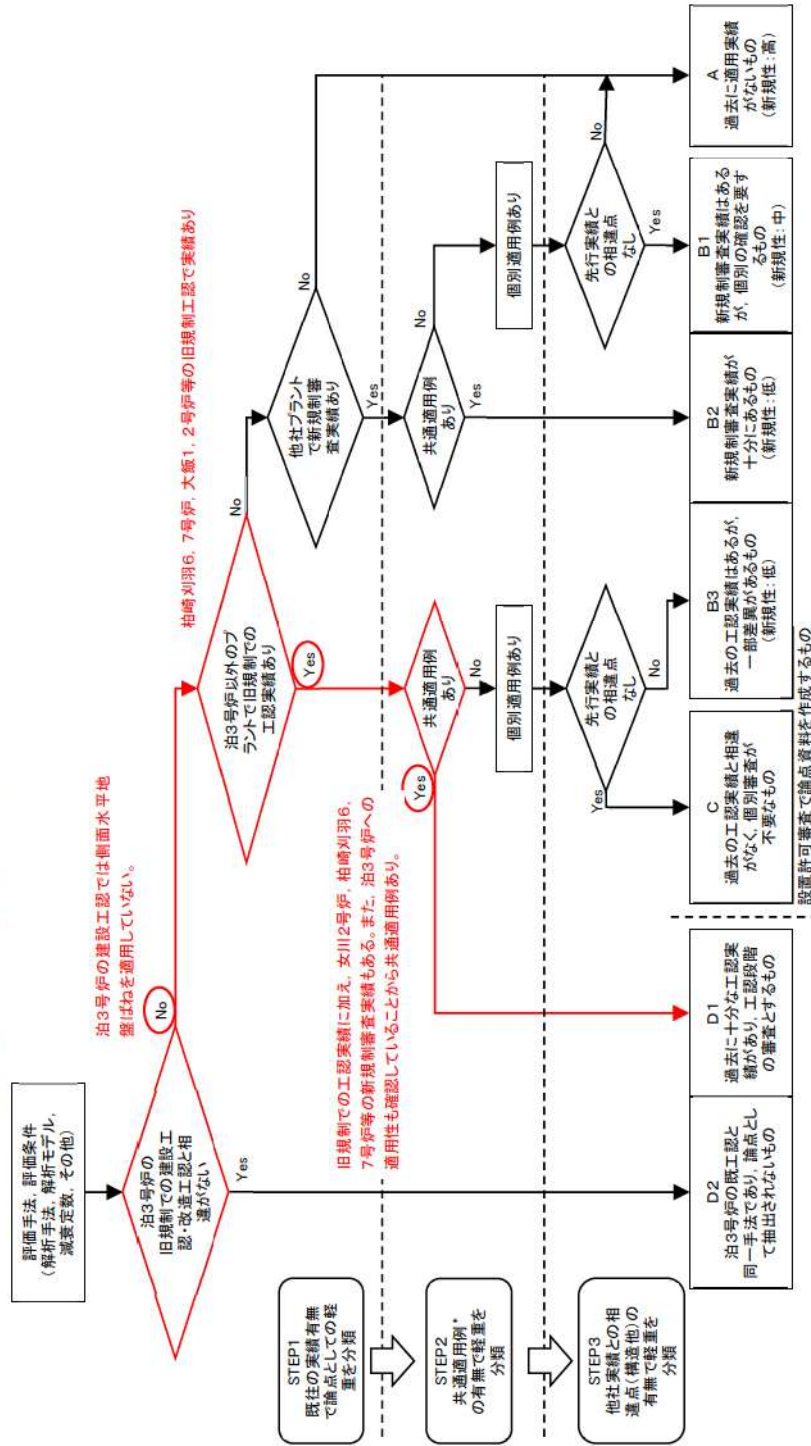 評価手法，評価条件
(解析手法，解析モデル，
減衰定数，その他)
泊3号炉の
旧規制での建設工
認・改造工認と相
違がない
No
Yes
泊3号炉の建設工認では側面水平地
盤ばねを適用していない。
泊3号炉以外のプ
ラントで旧規制での
工認実績あり
No
Yes
柏崎刈羽6，7号炉，大飯1，2号炉等の旧規制工認で実績あり
他社プラント
で新規制審
査実績あり
No
Yes
STEP1
既往の実績有無
で論点としての軽
重を分類
STEP2
共通適用例*
の有無で軽重を
分類
STEP3
他社実績との相
違点(構造他)の
有無で軽重を
分類
旧規制での工認実績に加え，女川2号炉，柏崎刈羽6，
7号炉等の新規制審査実績もある。また，泊3号炉への
適用性も確認していることから共通適用例あり。
共通適用例
あり
Yes
No
個別適用例あり
先行実績と
の相違点
なし
Yes
No
共通適用例
あり
No
Yes
個別適用例あり
先行実績と
の相違点
なし
No
Yes
D2
泊3号炉の既工認と
同一手法であり，論点とし
て抽出されないもの
D1
過去に十分な工認実
績があり，工認段階
の審査とするもの
C
過去の工認実績と相違
がなく，個別審査が
不要なもの
B3
過去の工認実績はあるが，
一部差異があるもの
(新規性：低)
B2
新規制審査実績が
十分にあるもの
(新規性：低)
B1
新規制審査実績はある
が，個別の確認を要す
るもの
(新規性：中)
A
過去に適用実績
がないもの
(新規性：高)
設置許可審査で論点資料を作成するもの